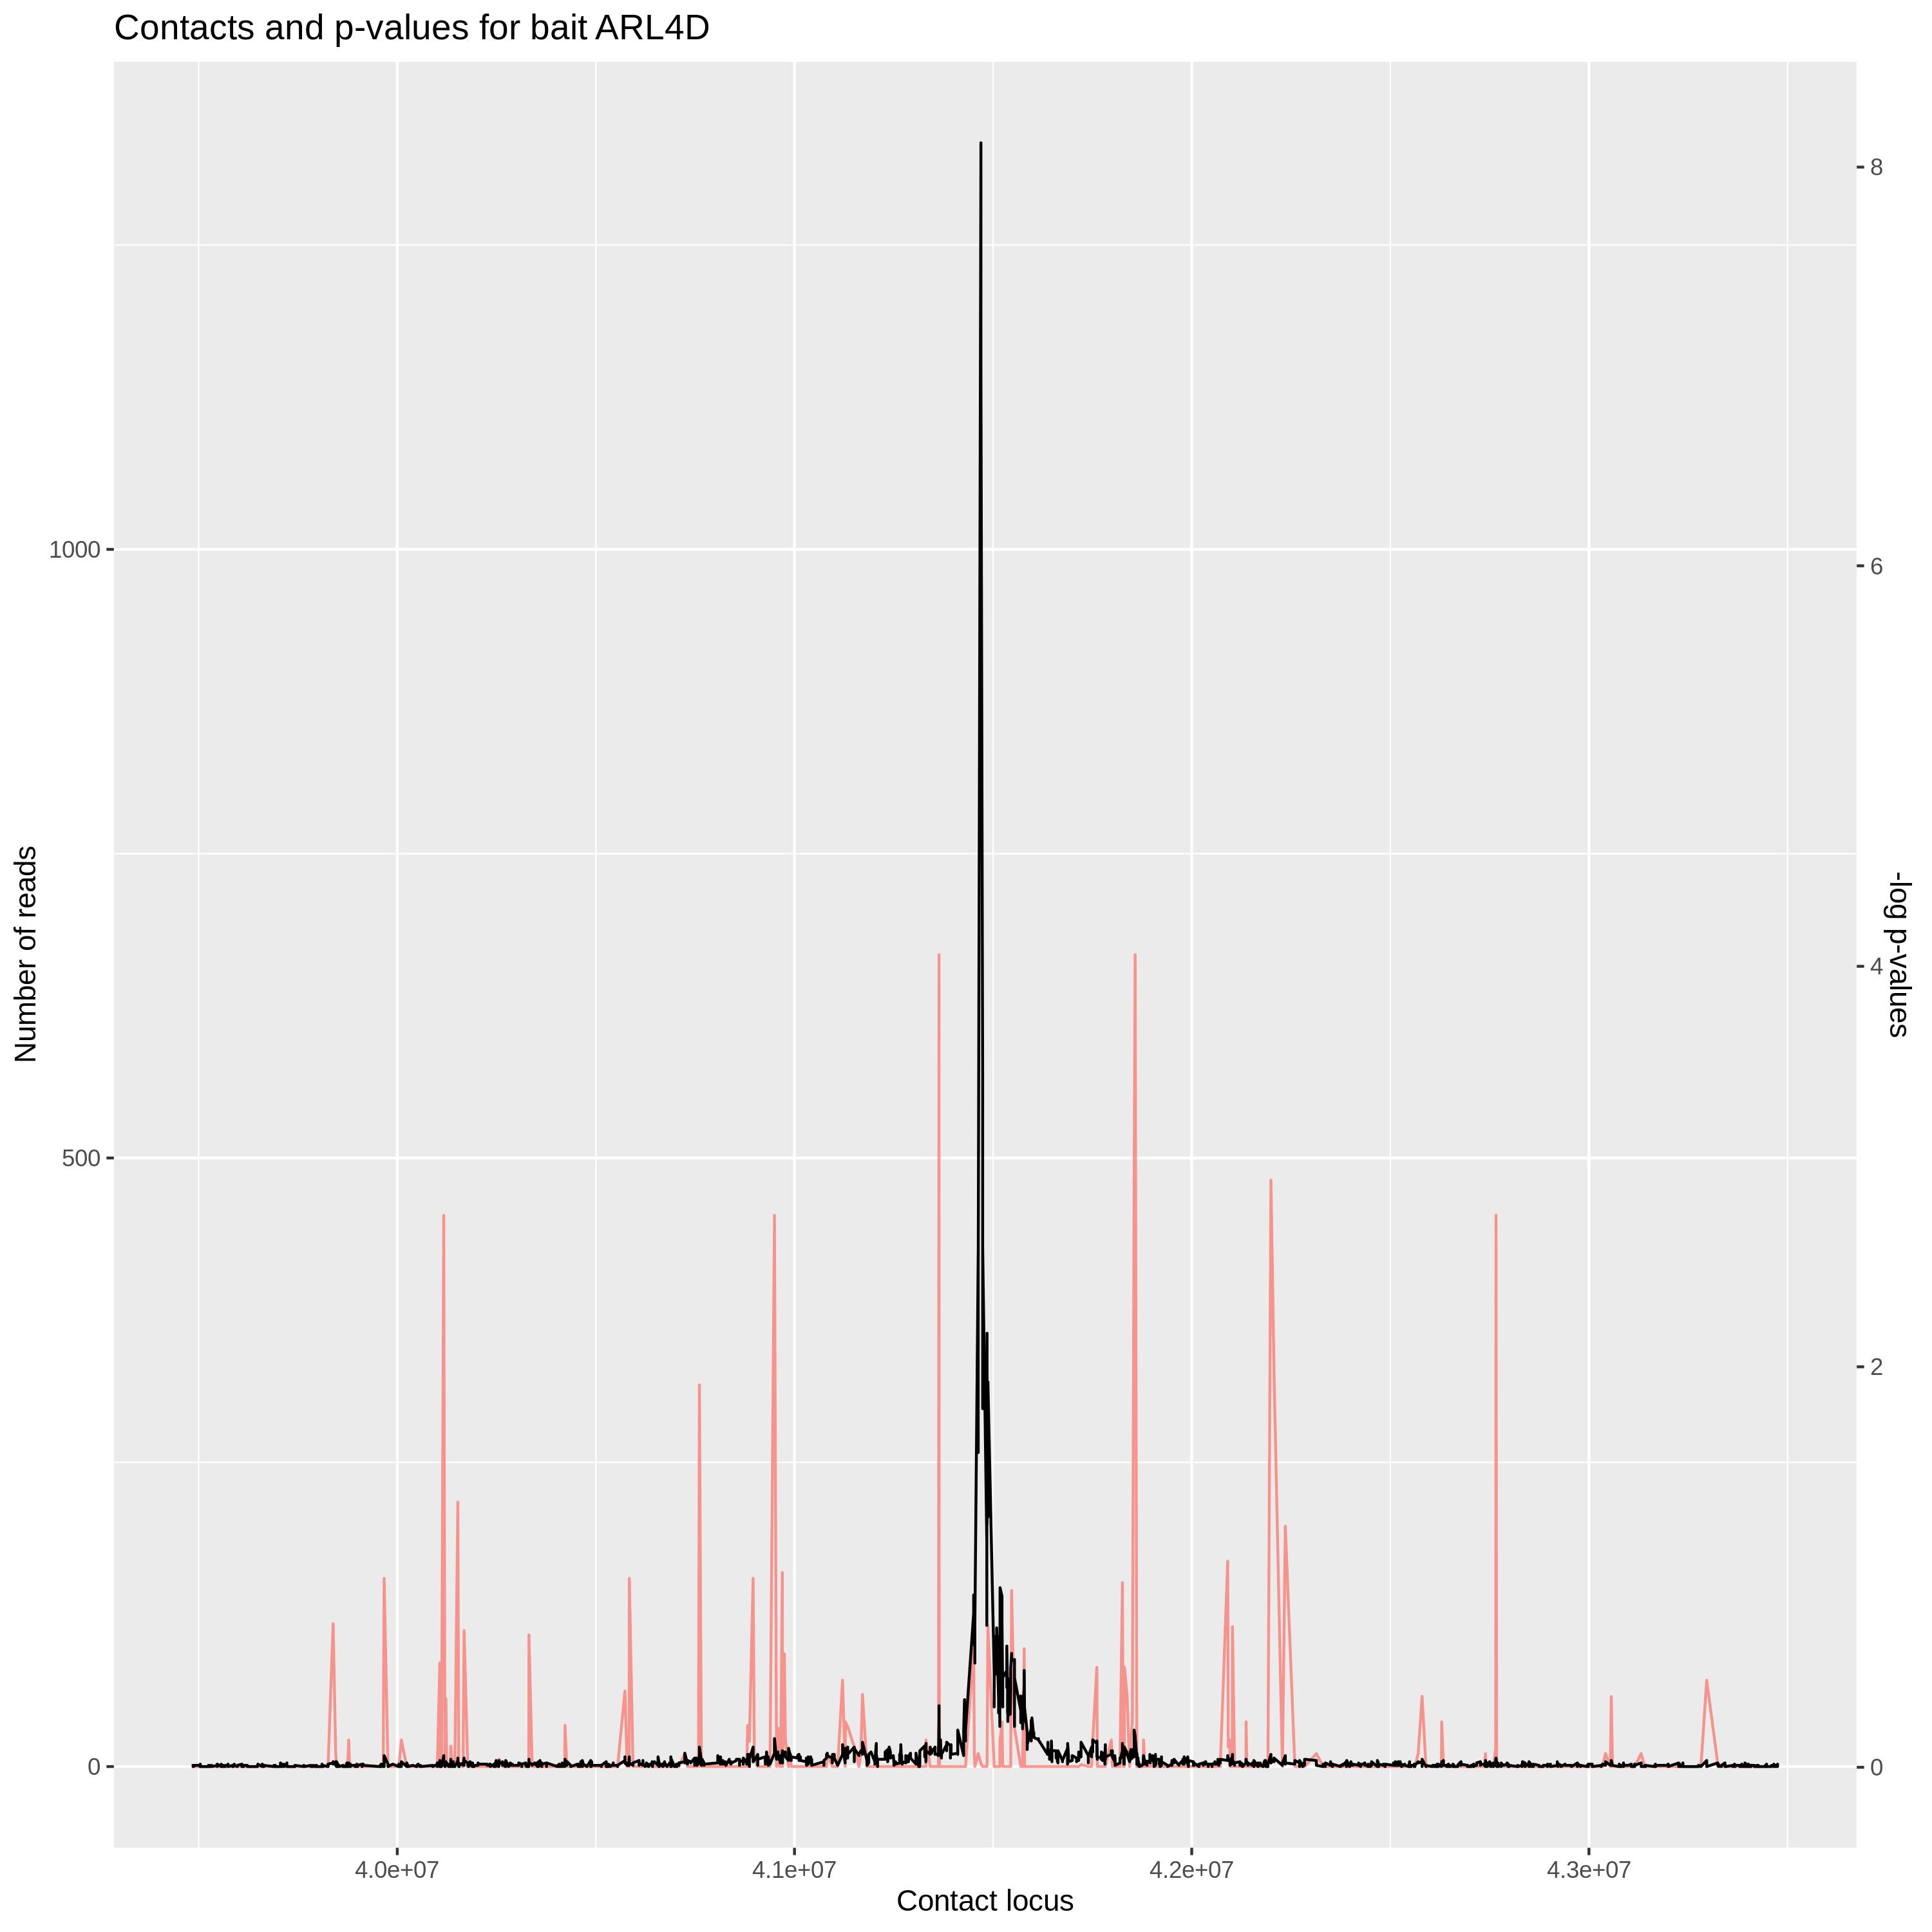 Contacts and p-values for bait ARL4D
Number of reads
1000
500
0
8
6
4
2
0
-log p-values
4.0e+07
4.1e+07
4.2e+07
4.3e+07
Contact locus